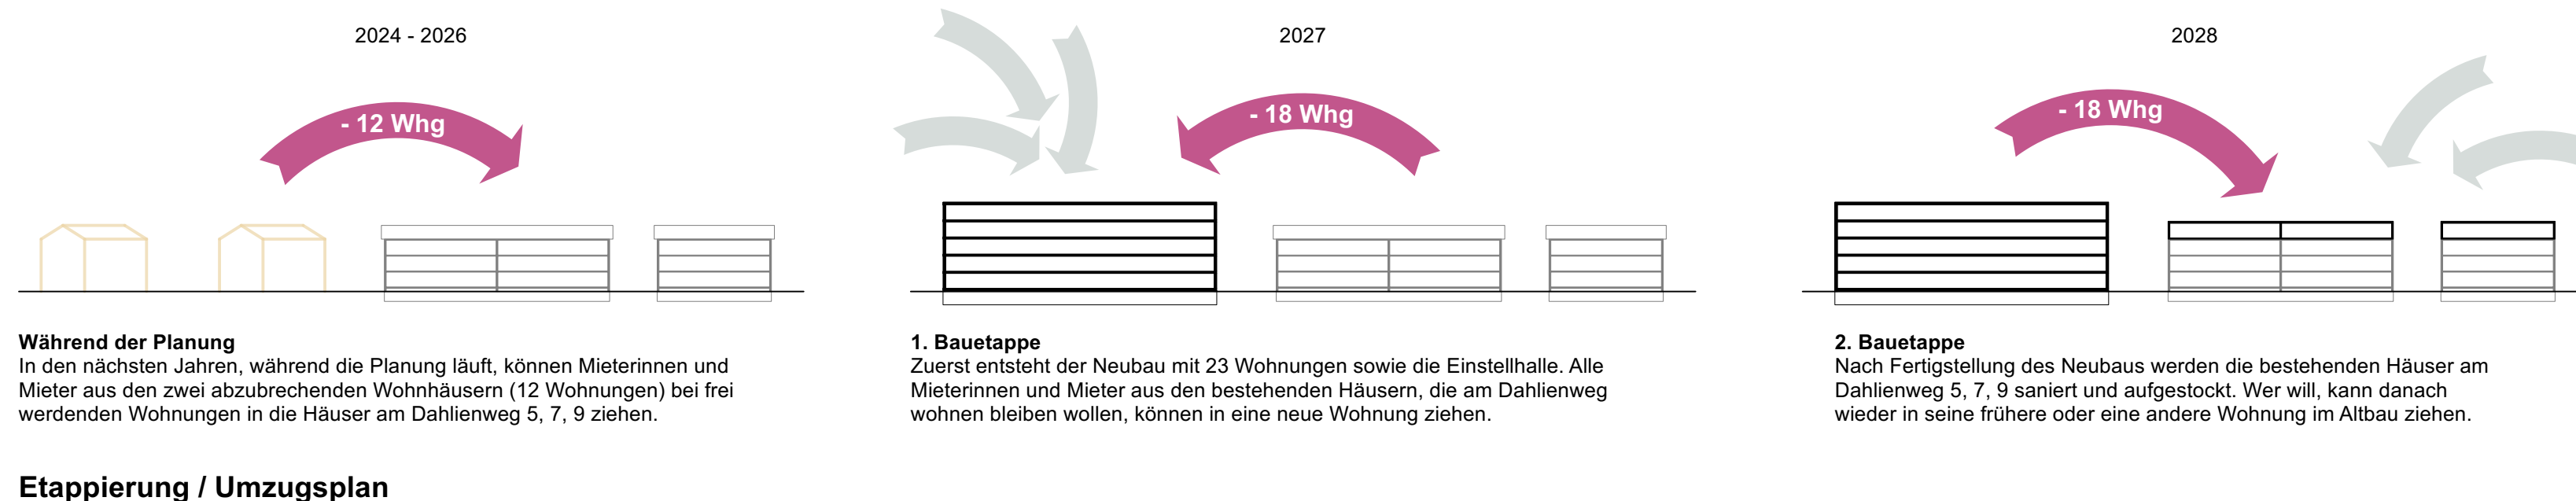 2024 - 2026
- 12 Whg
Während der Planung
In den nächsten Jahren, während die Planung läuft, können Mieterinnen und
Mieter aus den zwei abzubrechenden Wohnhäusern (12 Wohnungen) bei frei
werdenden Wohnungen in die Häuser am Dahlienweg 5, 7, 9 ziehen.
2027
- 18 Whg
1. Bauetappe
Zuerst entsteht der Neubau mit 23 Wohnungen sowie die Einstellhalle. Alle
Mieterinnen und Mieter aus den bestehenden Häusern, die am Dahlienweg
wohnen bleiben wollen, können in eine neue Wohnung ziehen.
2028
- 18 Whg
2. Bauetappe
Nach Fertigstellung des Neubaus werden die bestehenden Häuser am
Dahlienweg 5, 7, 9 saniert und aufgestockt. Wer will, kann danach
wieder in seine frühere oder eine andere Wohnung im Altbau ziehen.
Etappierung / Umzugsplan